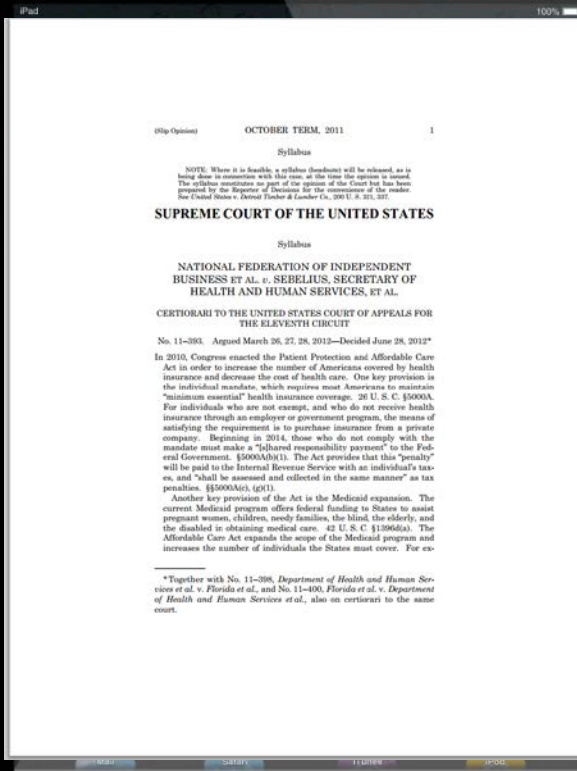 iPad
100%
(Slip Opinion) OCTOBER TERM, 2011 1
Syllabus
NOTE: Where it is feasible, a syllabus (headnote) will be released, as is
being done in connection with this case, at the time the opinion is issued.
The syllabus constitutes no part of the opinion of the Court but has been
prepared by the Reporter of Decisions for the convenience of the reader.
See United States v. Detroit Timber & Lumber Co., 200 U. S. 321, 337.
SUPREME COURT OF THE UNITED STATES
Syllabus
NATIONAL FEDERATION OF INDEPENDENT
BUSINESS ET AL. v. SEBELIUS, SECRETARY OF
HEALTH AND HUMAN SERVICES, ET AL.
CERTIORARI TO THE UNITED STATES COURT OF APPEALS FOR
THE ELEVENTH CIRCUIT
No. 11–393. Argued March 26, 27, 28, 2012—Decided June 28, 2012*
In 2010, Congress enacted the Patient Protection and Affordable Care
Act in order to increase the number of Americans covered by health
insurance and decrease the cost of health care. One key provision is
the individual mandate, which requires most Americans to maintain
“minimum essential” health insurance coverage. 26 U. S. C. §5000A.
For individuals who are not exempt, and who do not receive health
insurance through an employer or government program, the means of
satisfying the requirement is to purchase insurance from a private
company. Beginning in 2014, those who do not comply with the
mandate must make a “[s]hared responsibility payment” to the Fed-
eral Government. §5000A(b)(1). The Act provides that this “penalty”
will be paid to the Internal Revenue Service with an individual’s tax-
es, and “shall be assessed and collected in the same manner” as tax
penalties. §§5000A(c), (g)(1).
Another key provision of the Act is the Medicaid expansion. The
current Medicaid program offers federal funding to States to assist
pregnant women, children, needy families, the blind, the elderly, and
the disabled in obtaining medical care. 42 U. S. C. §1396d(a). The
Affordable Care Act expands the scope of the Medicaid program and
increases the number of individuals the States must cover. For ex-
*Together with No. 11–398, Department of Health and Human Ser-
vices et al. v. Florida et al., and No. 11–400, Florida et al. v. Department
of Health and Human Services et al., also on certiorari to the same
court.
Mail Safari iTunes iPod